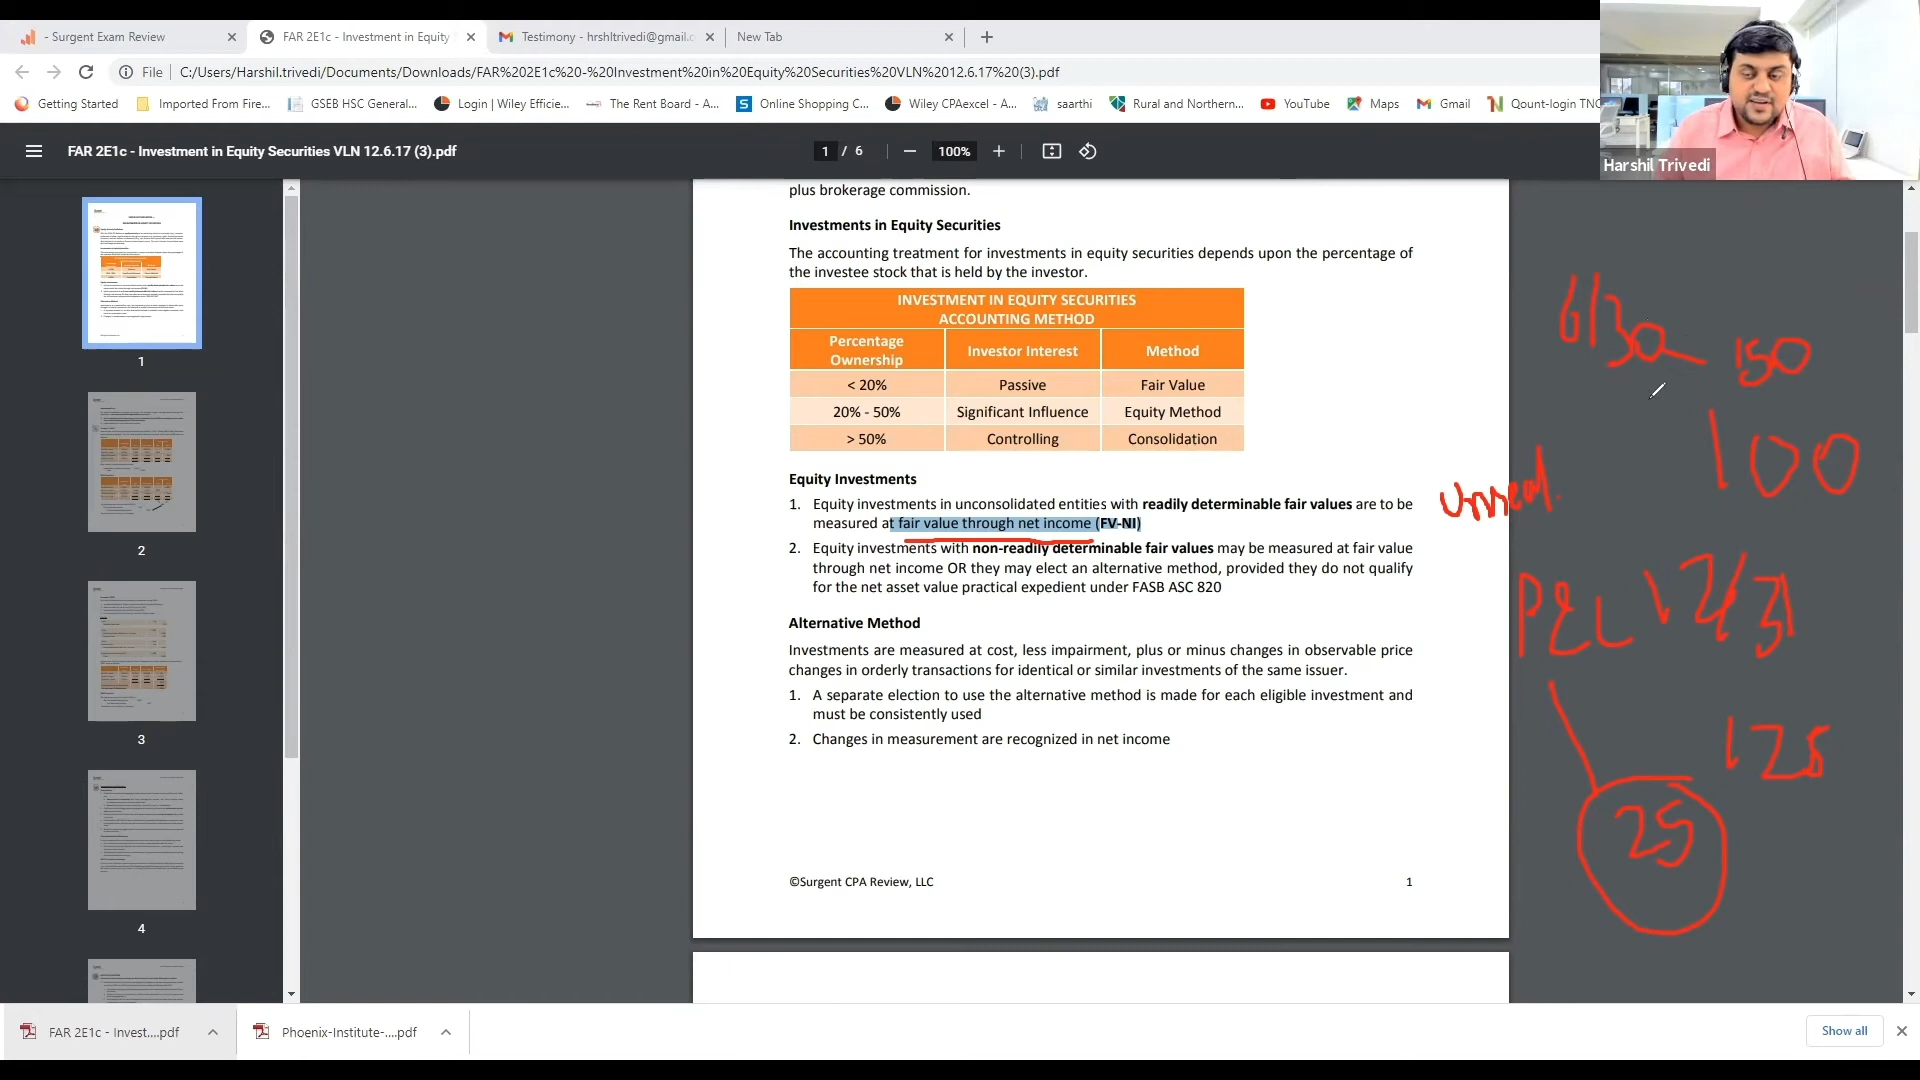 - Surgent Exam Review
FAR 2E1c - Investment in Equity S
Testimony - hrshltrivedi@gmail.c
New Tab
File
C:/Users/Harshil.trivedi/Documents/Downloads/FAR%202E1c%20-%20Investment%20in%20Equity%20Securities%20VLN%2012.6.17%20(3).pdf
Getting Started
Imported From Fire...
GSEB HSC General...
Login | Wiley Efficie...
The Rent Board - A...
Online Shopping C...
Wiley CPAexcel - A...
saarthi
Rural and Northern...
YouTube
Maps
Gmail
Qount-login TNC
Harshil Trivedi
FAR 2E1c - Investment in Equity Securities VLN 12.6.17 (3).pdf
1 / 6
100%
plus brokerage commission.
Investments in Equity Securities
The accounting treatment for investments in equity securities depends upon the percentage of
the investee stock that is held by the investor.
INVESTMENT IN EQUITY SECURITIES
ACCOUNTING METHOD
Percentage
Ownership
Investor Interest
Method
< 20%
Passive
Fair Value
20% - 50%
Significant Influence
Equity Method
> 50%
Controlling
Consolidation
Equity Investments
1. Equity investments in unconsolidated entities with readily determinable fair values are to be
measured at fair value through net income (FV-NI)
2. Equity investments with non-readily determinable fair values may be measured at fair value
through net income OR they may elect an alternative method, provided they do not qualify
for the net asset value practical expedient under FASB ASC 820
Alternative Method
Investments are measured at cost, less impairment, plus or minus changes in observable price
changes in orderly transactions for identical or similar investments of the same issuer.
1. A separate election to use the alternative method is made for each eligible investment and
must be consistently used
2. Changes in measurement are recognized in net income
©Surgent CPA Review, LLC
1
6/30 150
100
Unreal.
P&L 12/31
125
25
1
2
3
4
FAR 2E1c - Invest....pdf
Phoenix-Institute-....pdf
Show all